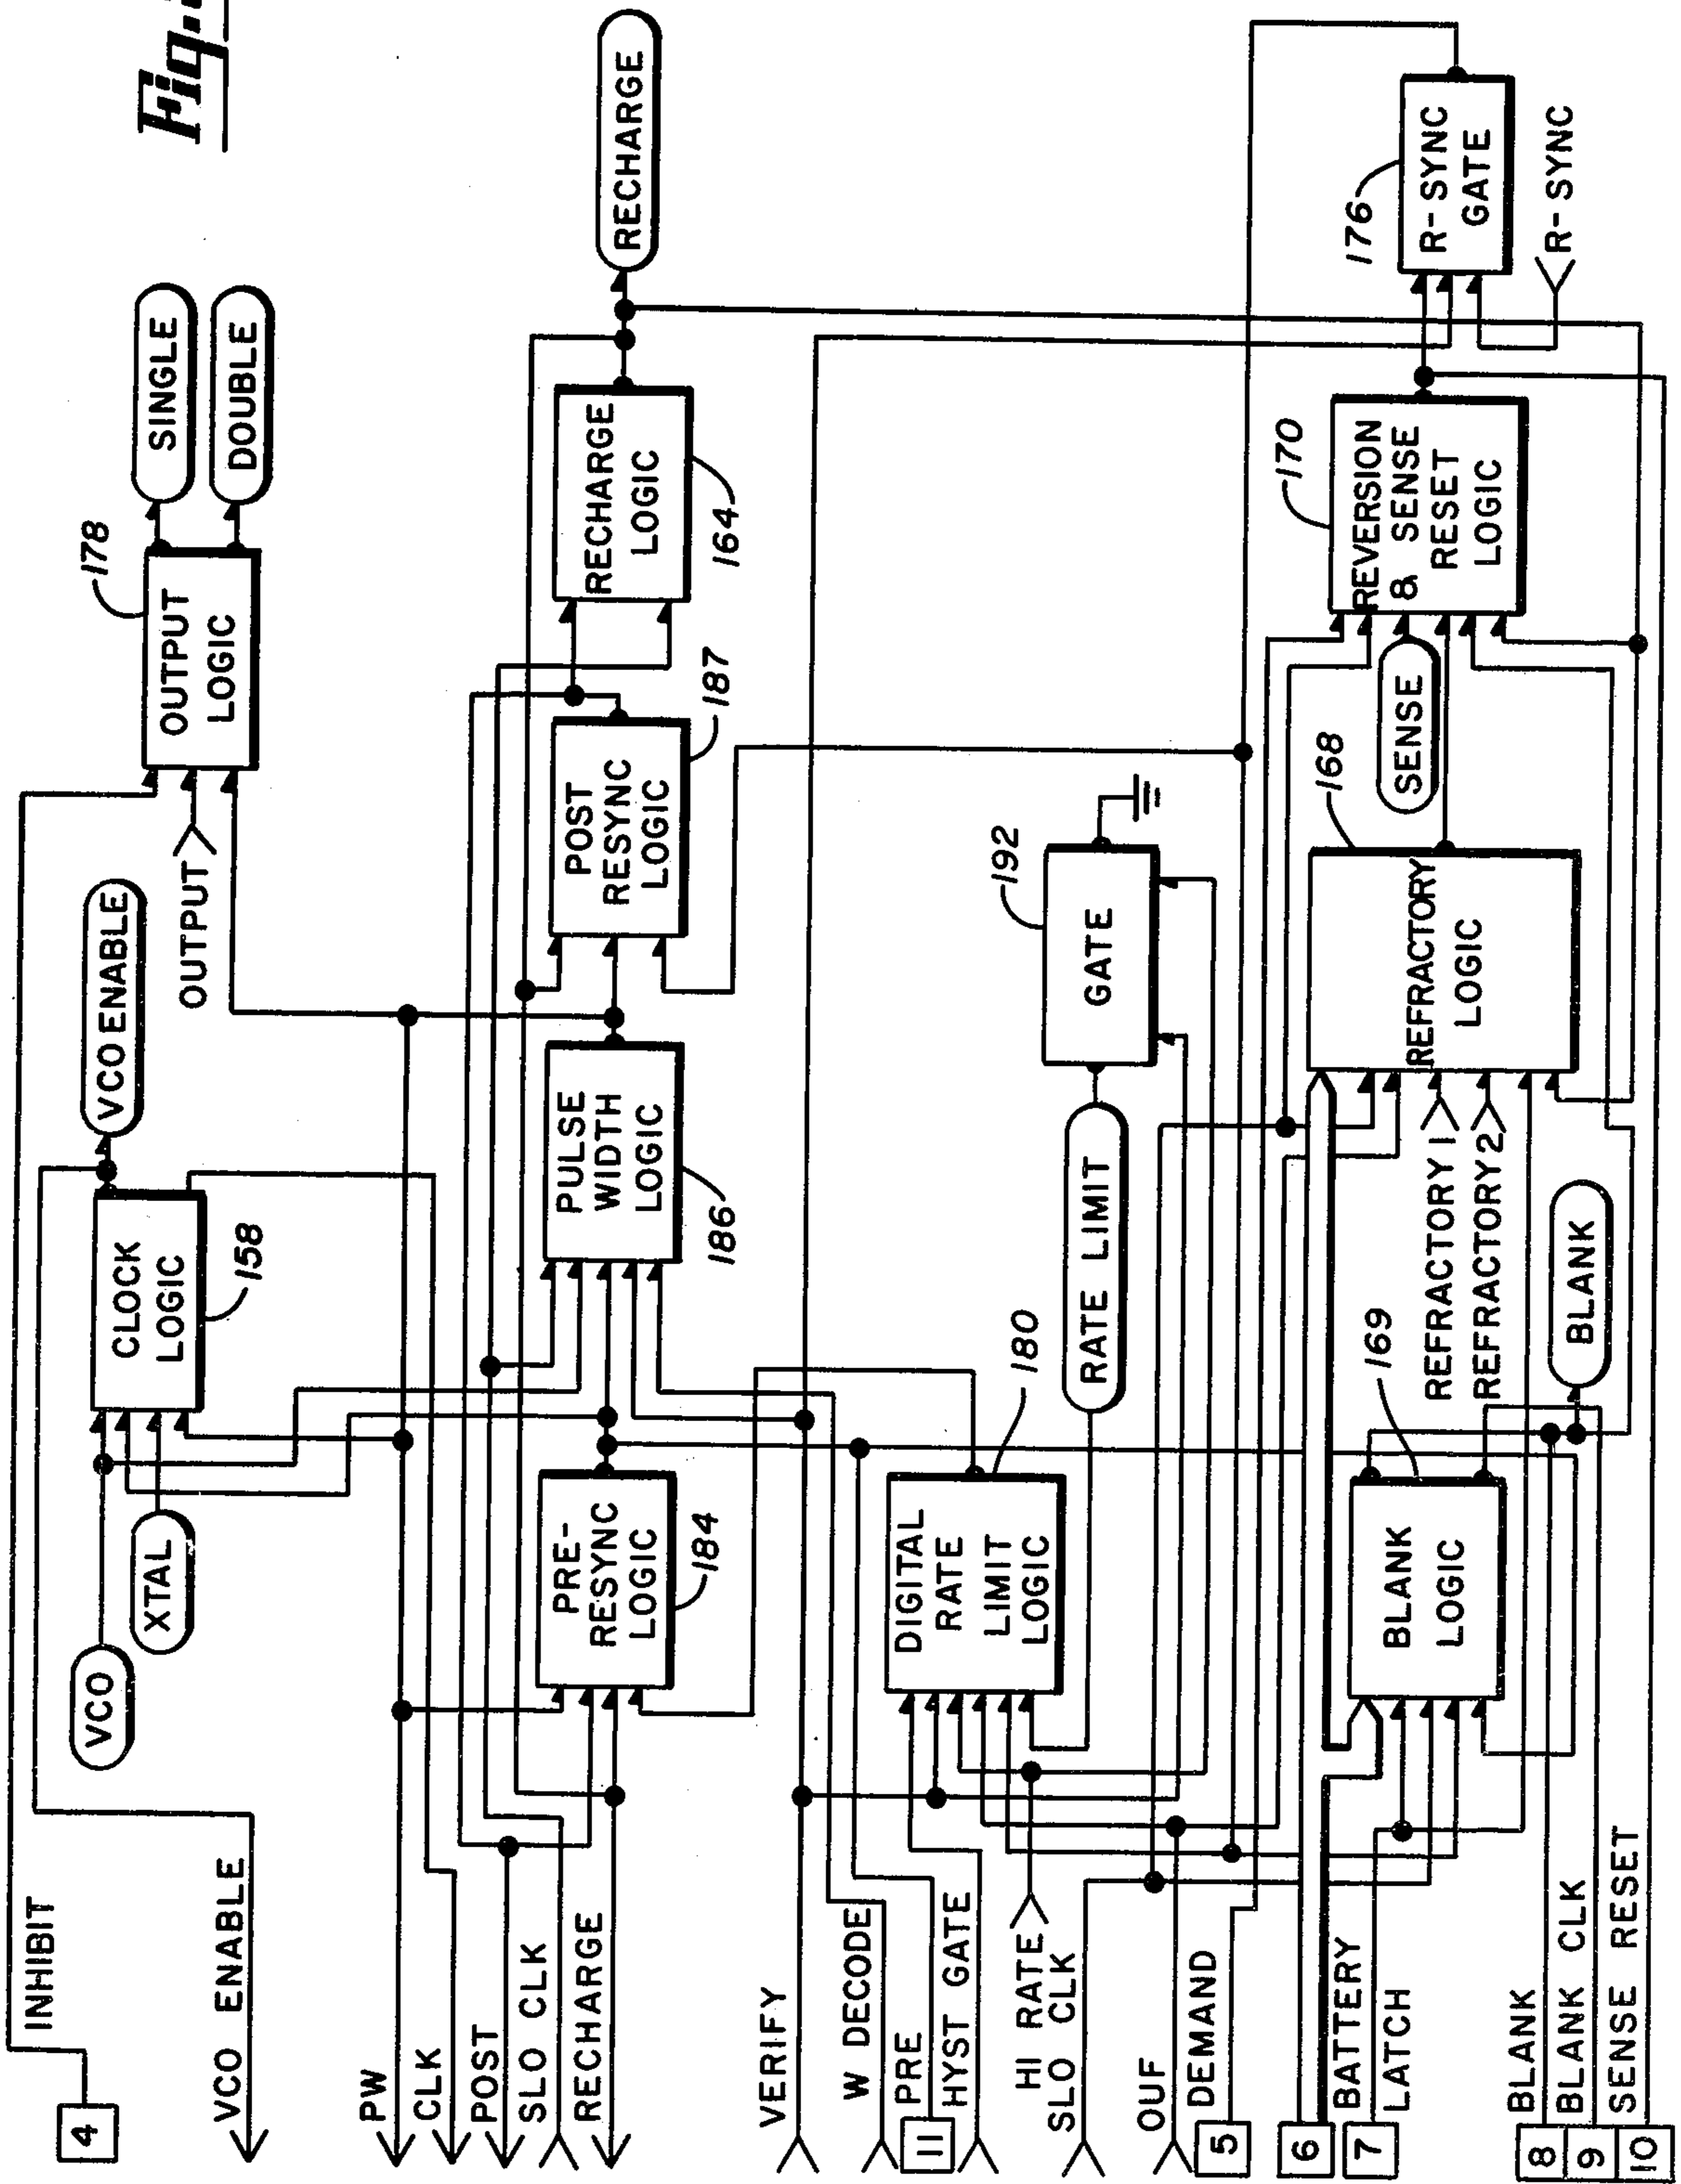 Fig.
INHIBIT
4
VCO ENABLE
VCO
XTAL
CLOCK
LOGIC
158
VCO ENABLE
OUTPUT
OUTPUT
LOGIC
178
SINGLE
DOUBLE
PW
CLK
POST
SLO CLK
RECHARGE
PRE-
RESYNC
LOGIC
184
PULSE
WIDTH
LOGIC
186
POST
RESYNC
LOGIC
187
RECHARGE
LOGIC
164
RECHARGE
VERIFY
W DECODE
11
PRE
HYST GATE
HI RATE
SLO CLK
OUF
DEMAND
5
DIGITAL
RATE
LIMIT
LOGIC
180
RATE LIMIT
GATE
192
6
BATTERY
LATCH
7
BLANK
LOGIC
169
REFRACTORY 1
REFRACTORY 2
BLANK
REFRACTORY
LOGIC
168
SENSE
REVERSION
& SENSE
RESET
LOGIC
170
R-SYNC
GATE
176
R-SYNC
8
BLANK
9
BLANK CLK
10
SENSE RESET